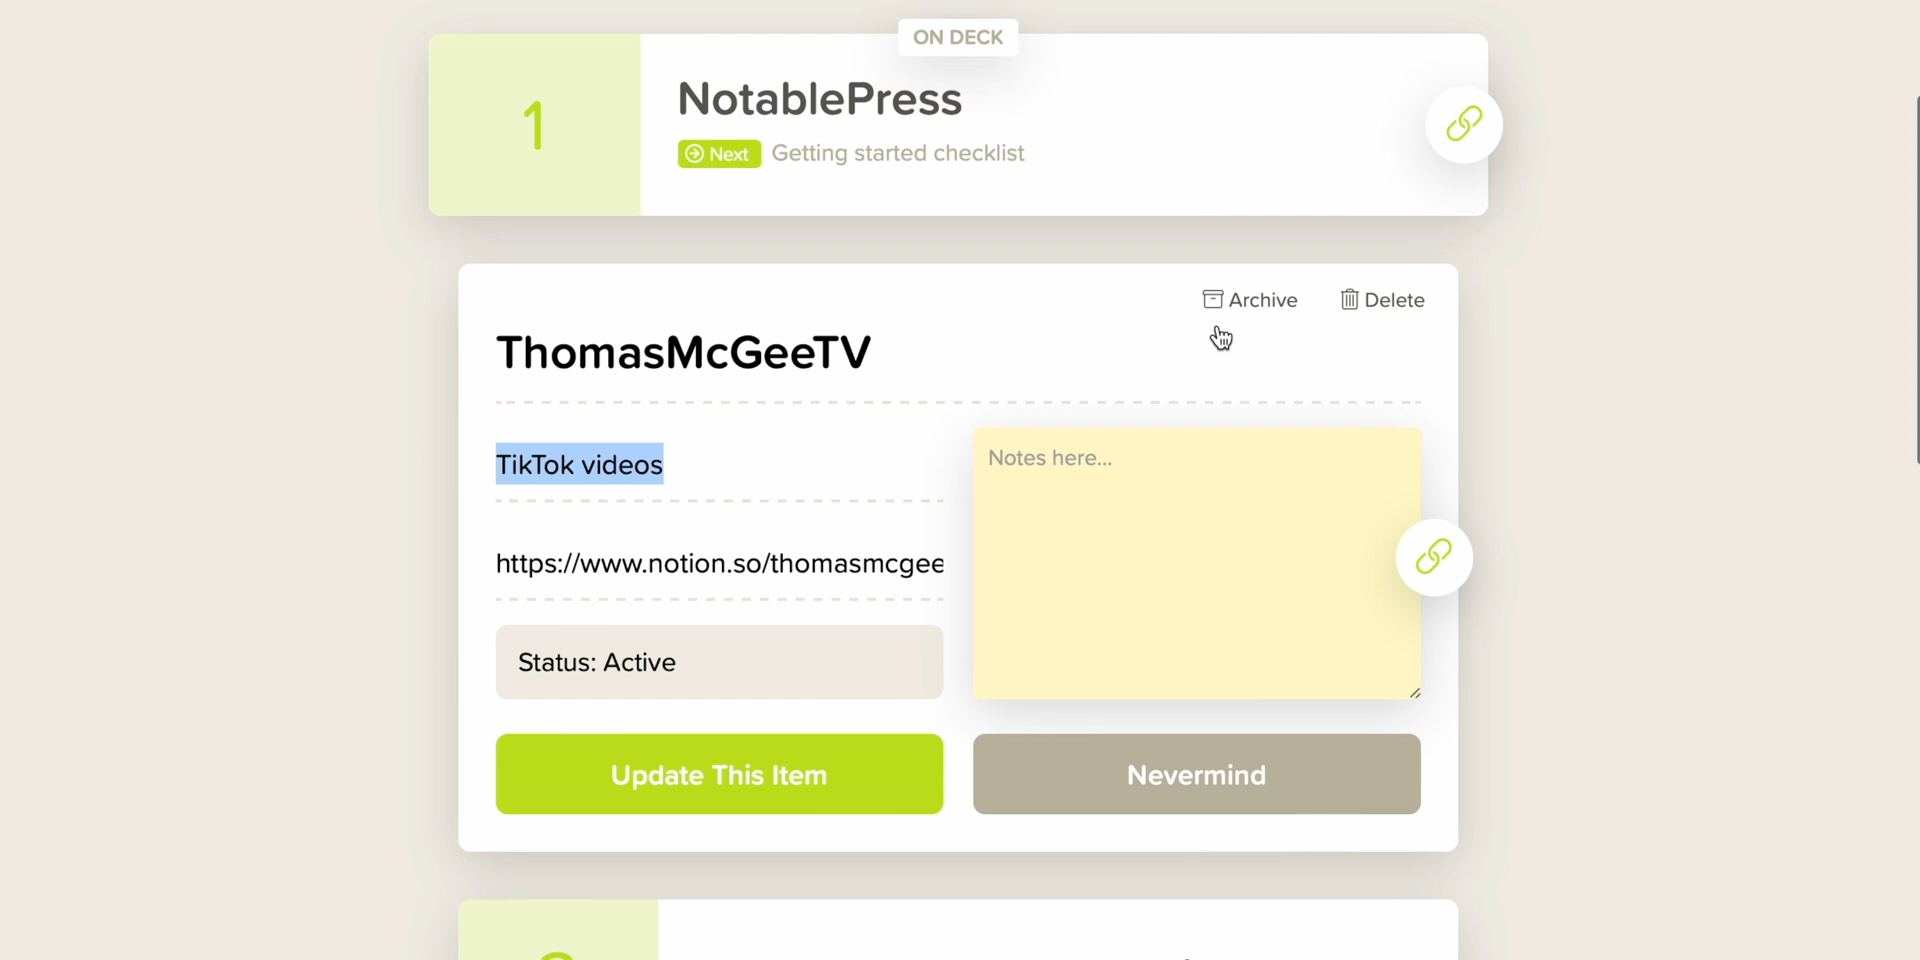 ON DECK
1
NotablePress
Next Getting started checklist
Archive Delete
ThomasMcGeeTV
TikTok videos
Notes here...
https://www.notion.so/thomasmcgee
Status: Active
Update This Item Nevermind